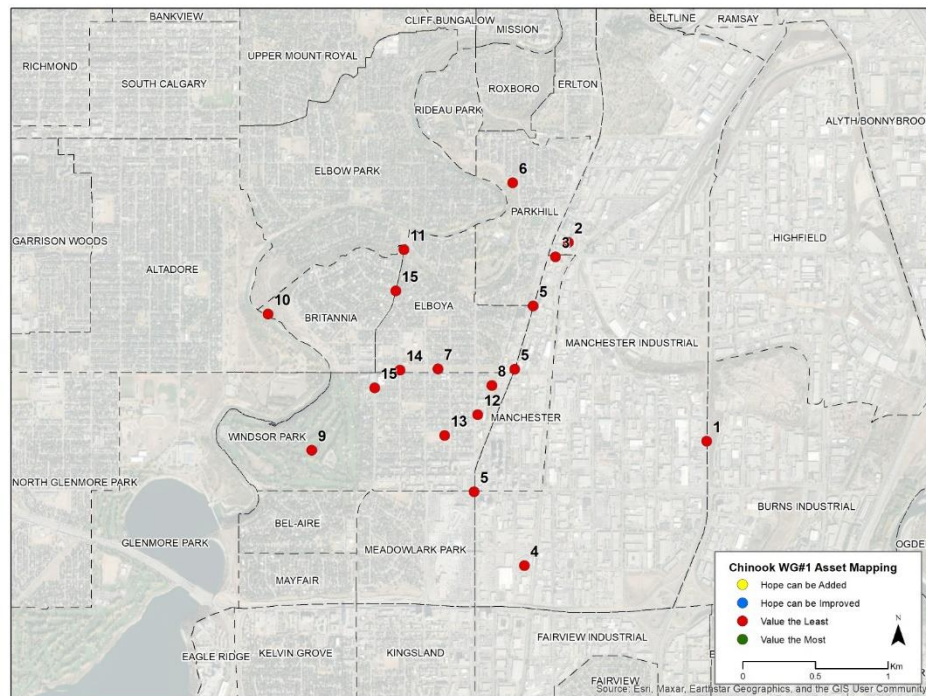 BANKVIEW
CLIFF BUNGALOW
MISSION
BELTLINE
RAMSAY
RICHMOND
SOUTH CALGARY
UPPER MOUNT ROYAL
ROXBORO
ERLTON
RIDEAU PARK
ALYTH/BONNYBROO
ELBOW PARK
6
PARKHILL
GARRISON WOODS
ALTADORE
11
2
3
HIGHFIELD
15
10
BRITANNIA
ELBOYA
5
MANCHESTER INDUSTRIAL
14
7
5
15
8
12
MANCHESTER
13
WINDSOR PARK
9
1
NORTH GLENMORE PARK
5
BURNS INDUSTRIAL
BEL-AIRE
GLENMORE PARK
MEADOWLARK PARK
4
OGDE
MAYFAIR
Chinook WG#1 Asset Mapping
Hope can be Added
Hope can be Improved
Value the Least
Value the Most
N
0 0.5 1
Km
EAGLE RIDGE
KELVIN GROVE
KINGSLAND
FAIRVIEW INDUSTRIAL
FAIRVIEW
Source: Esri, Maxar, Earthstar Geographics, and the GIS User Community